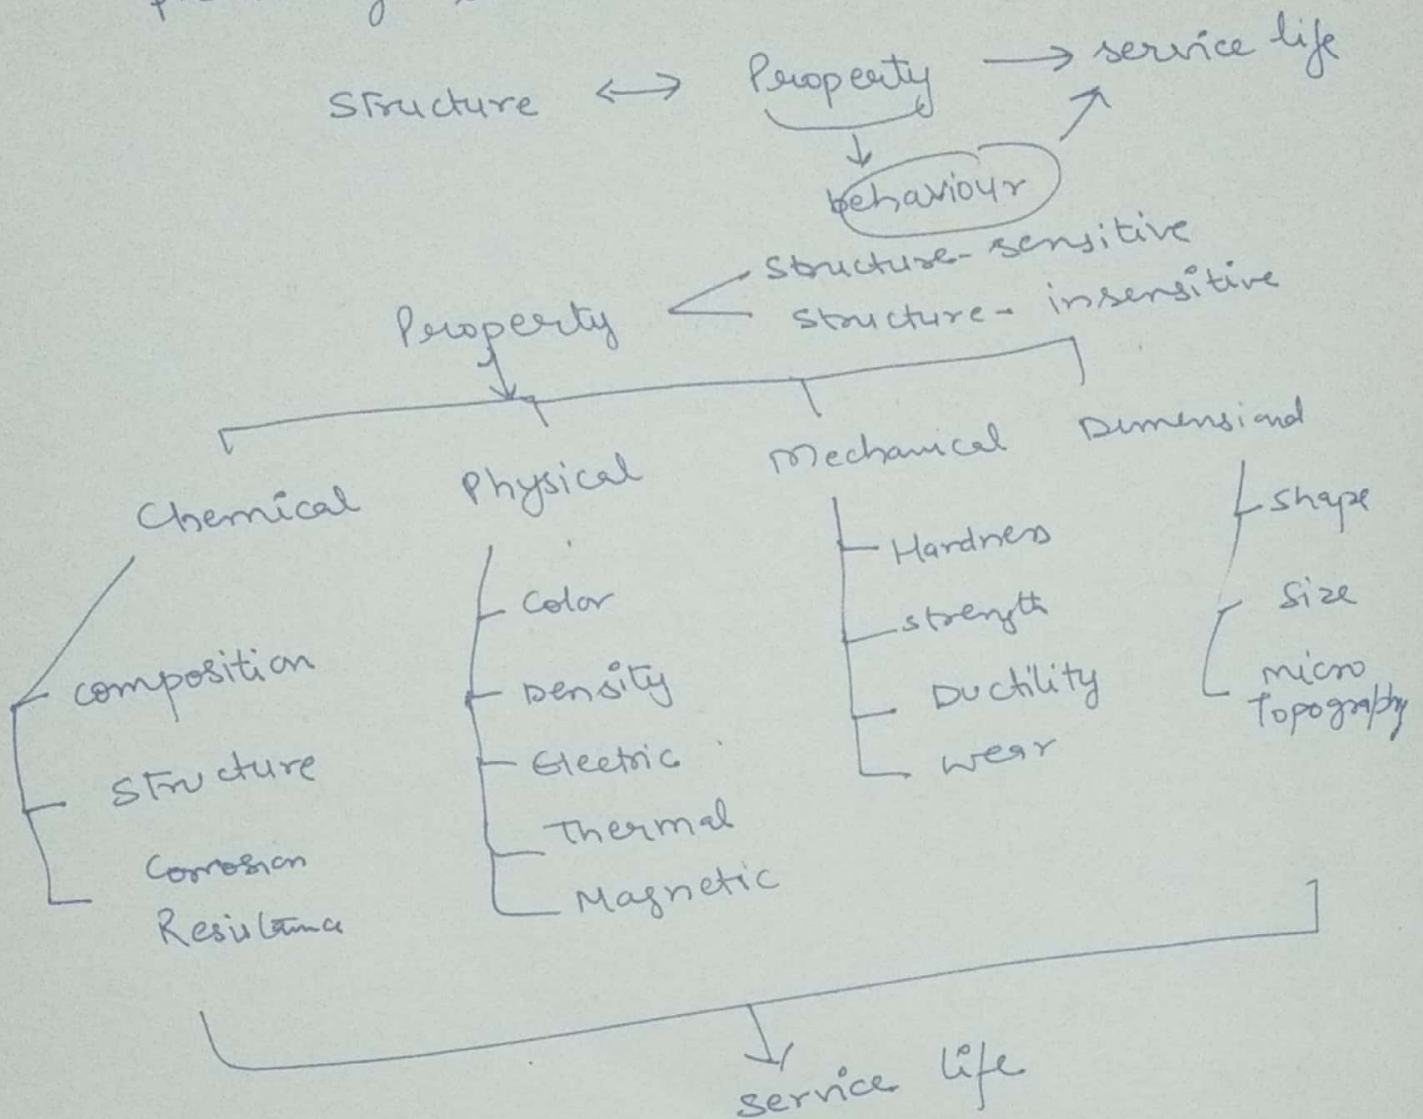 Structure ↔ Property → service life
↓
behaviour
Property
structure-sensitive
structure-insensitive
Chemical Physical Mechanical Dimensional
composition
Structure
Corrosion
Resistance
Color
Density
Electric
Thermal
Magnetic
Hardness
strength
Ductility
wear
shape
size
micro
Topography
service life